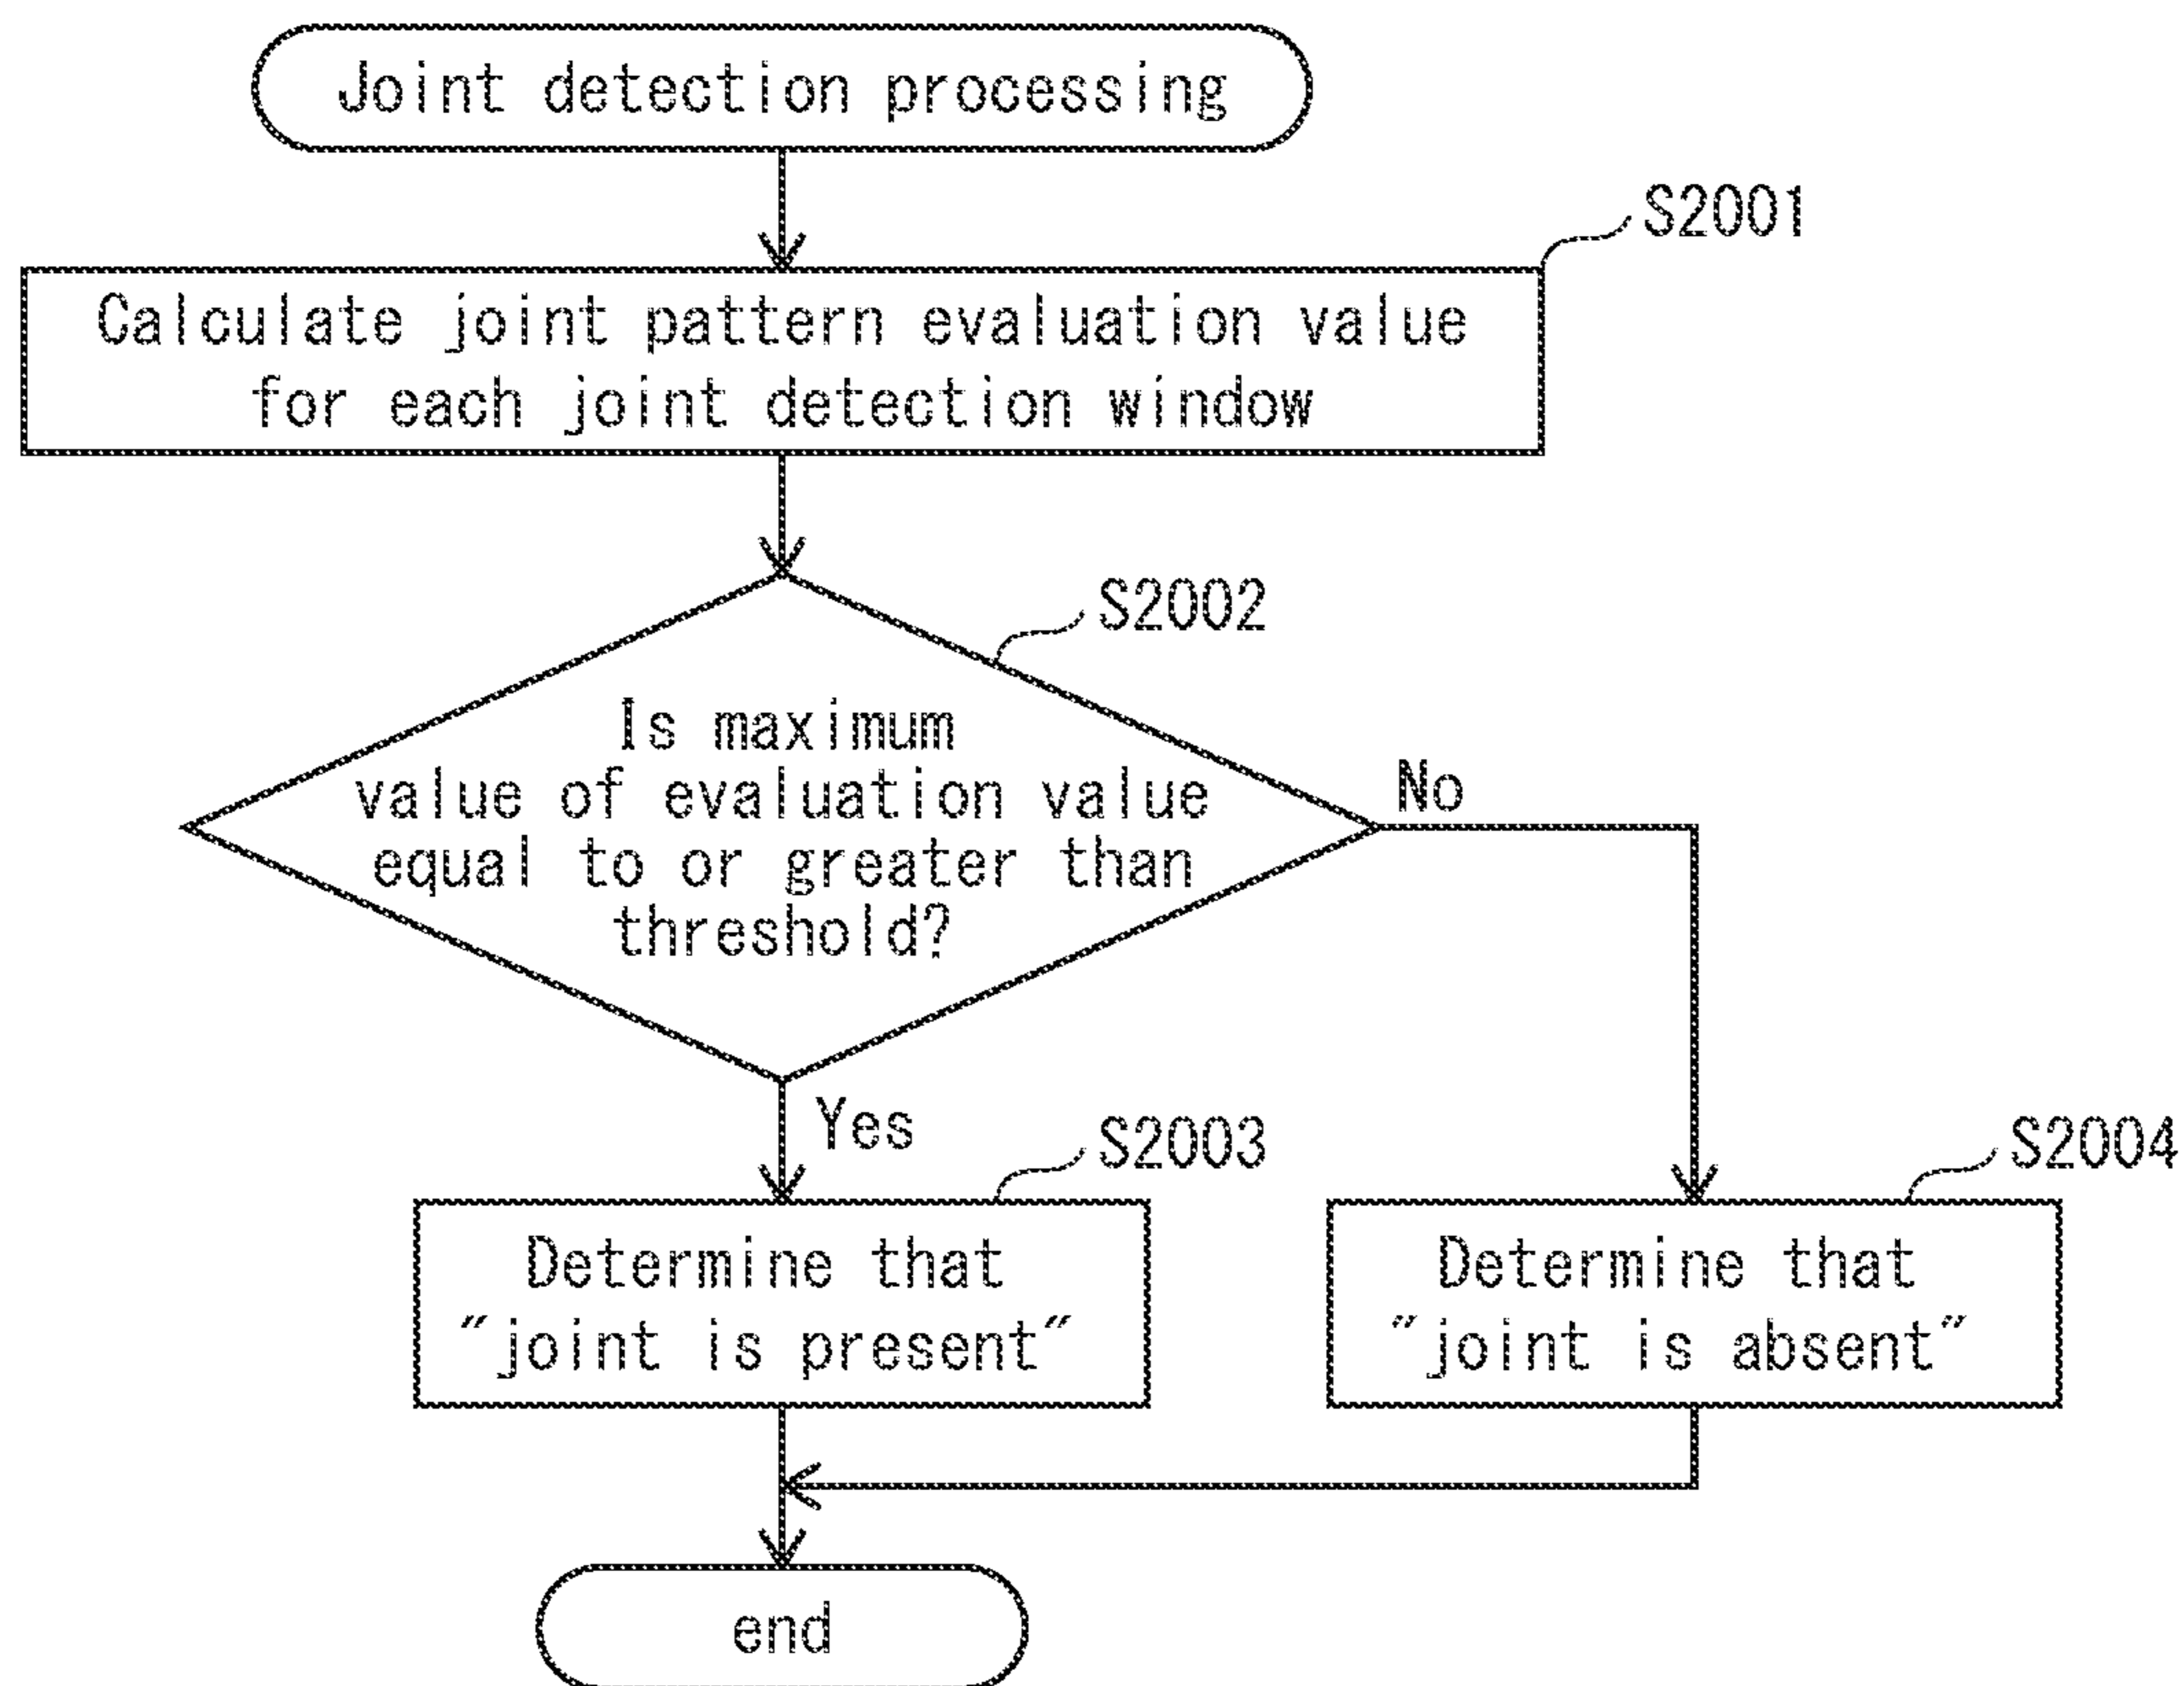 Joint detection processing
S2001
Calculate joint pattern evaluation value
for each joint detection window
S2002
Is maximum
value of evaluation value
equal to or greater than
threshold?
No
Yes
S2003
S2004
Determine that
"joint is present"
Determine that
"joint is absent"
end